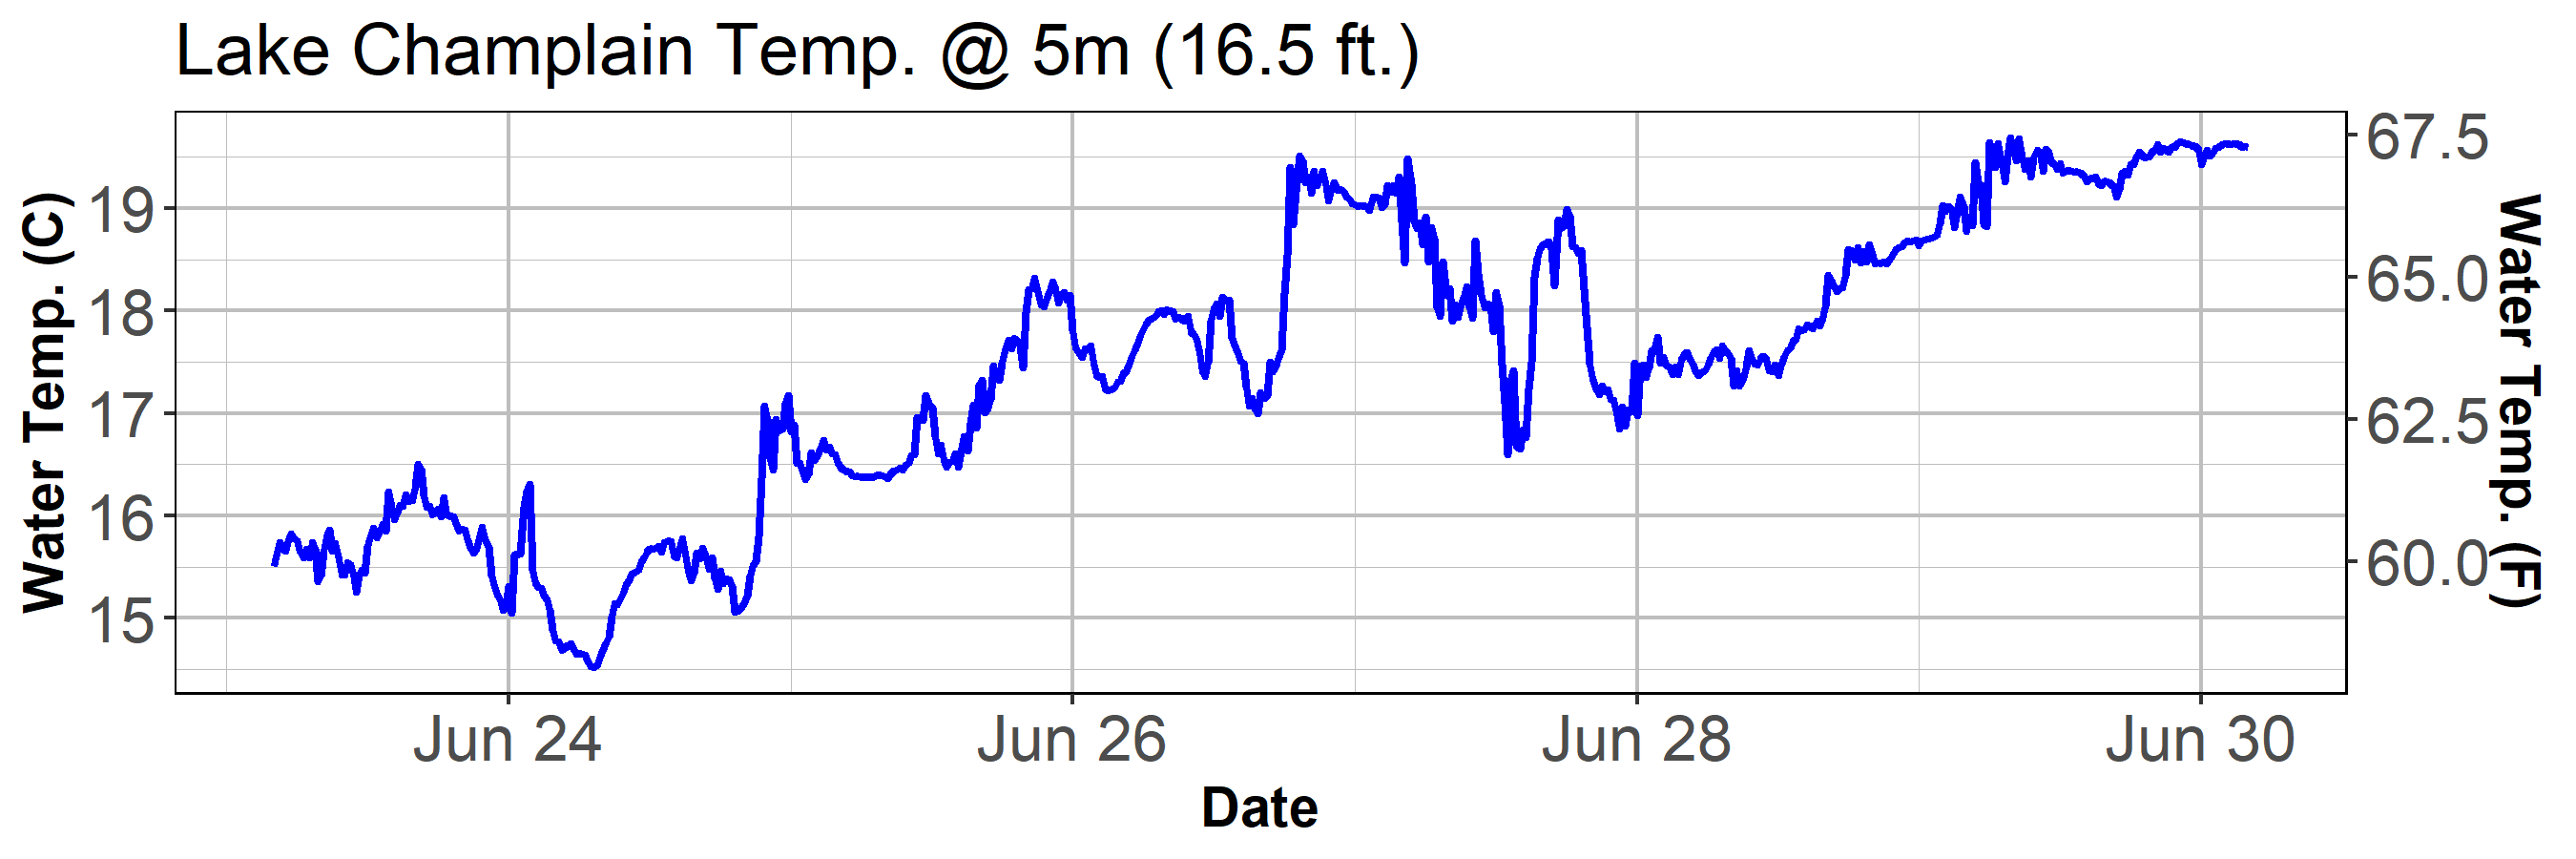 Lake Champlain Temp. @ 5m (16.5 ft.)
Water Temp. (C)
19
18
17
16
15
67.5
65.0
62.5
60.0
Water Temp. (F)
Jun 24
Jun 26
Jun 28
Jun 30
Date